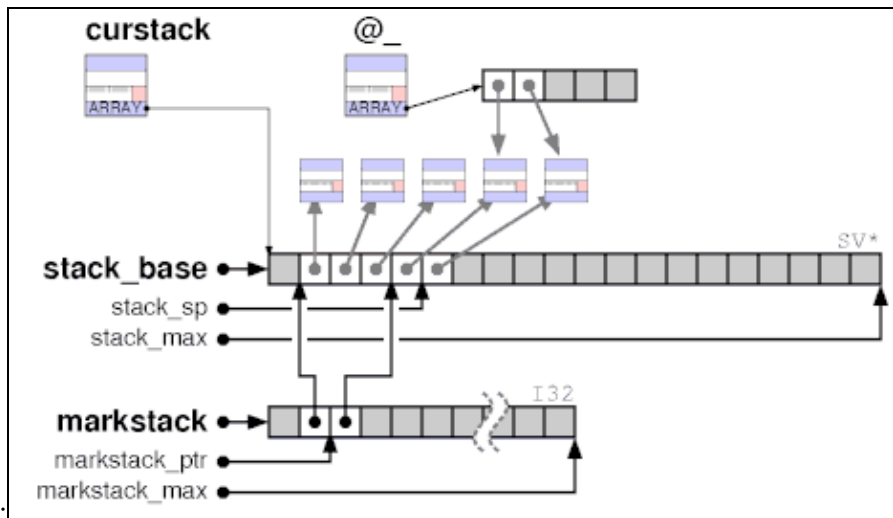 curstack
@_
ARRAY
ARRAY
SV*
stack_base
stack_sp
stack_max
I32
markstack
markstack_ptr
markstack_max
.